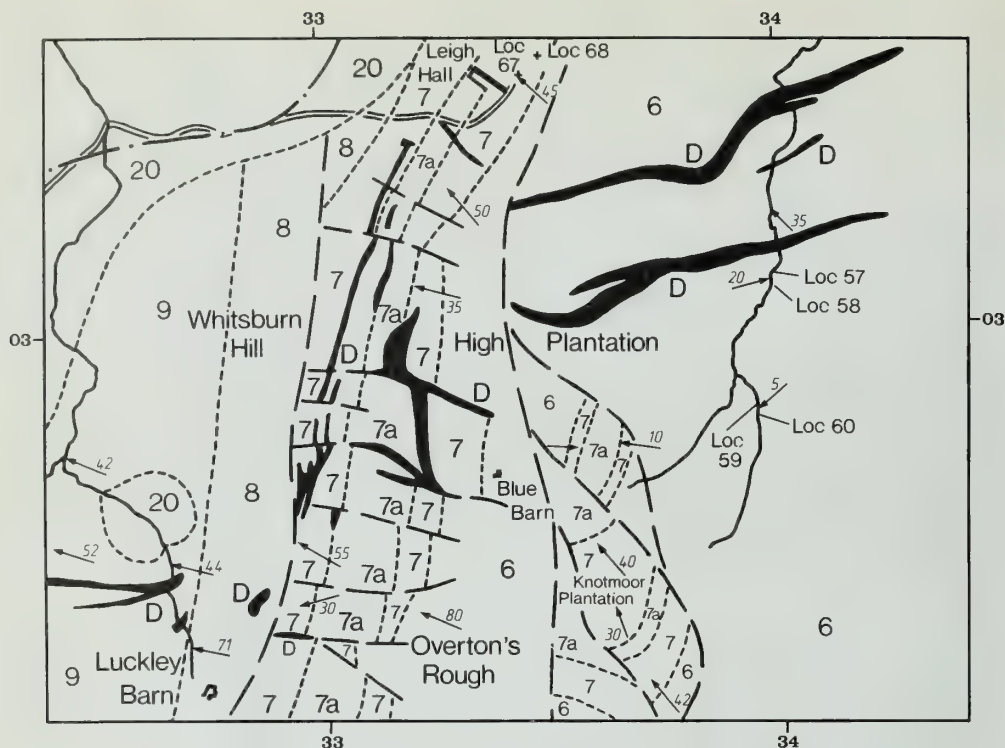 33 34
Leigh Loc + Loc 68
20 Hall 67
7 45
6
D D
8 7
20 7a
50
8 35
7 Loc 57
20 Loc 58
35 D
9 Whitsburn 7a High Plantation
03 Hill 7 03
D
7 D 6 5
7
7a 10
7 7a 7 7a Loc Loc 60
42 59
7 Blue
20 8 7 Barn 7a
52 55 6 7 40
44 7 7a Knotmoor
D D 30 7 80 Plantation 7a
7 7a 30 6
71 D Overton's 7a 7
9 Luckley 7 Rough 6
Barn 7 42
7 7a 7 6
33 34